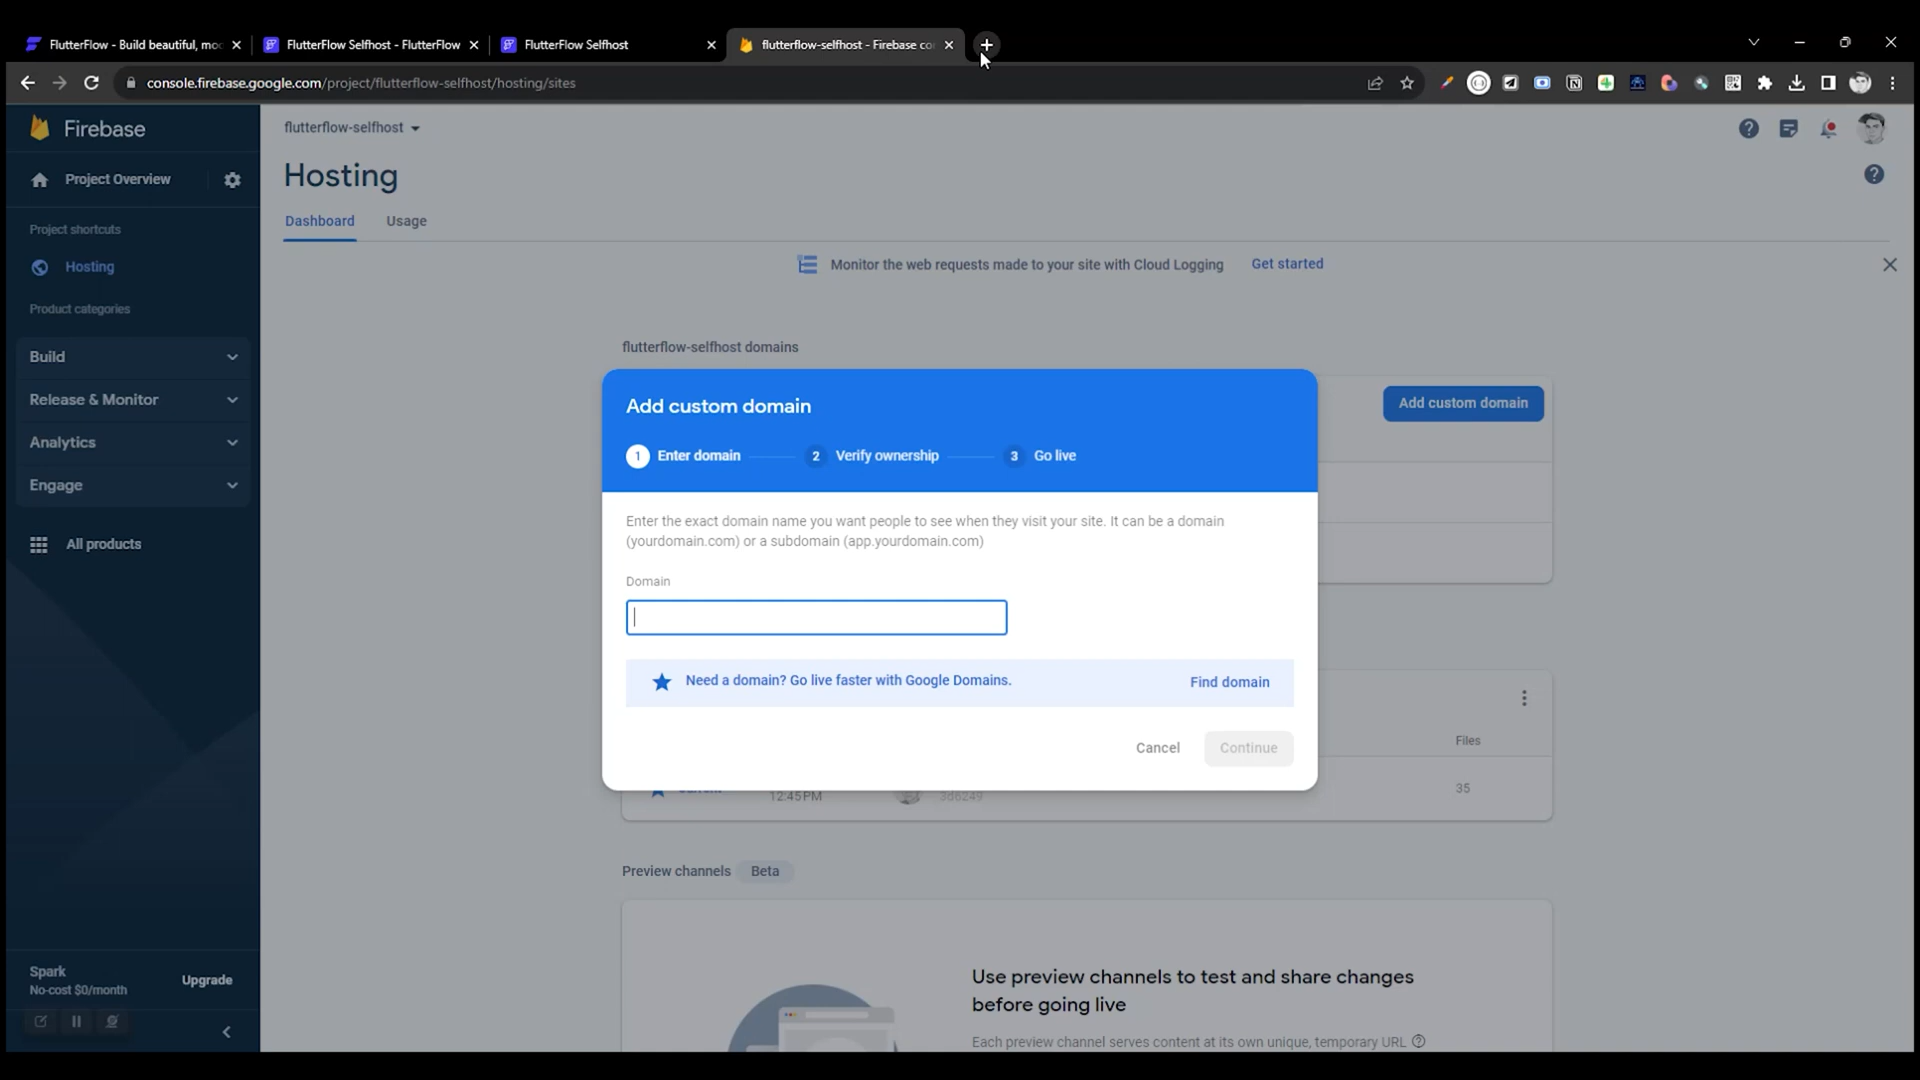 FlutterFlow - Build beautiful, mo
FlutterFlow Selfhost - FlutterFlow
FlutterFlow Selfhost
flutterflow-selfhost - Firebase co
console.firebase.google.com/project/flutterflow-selfhost/hosting/sites
Firebase
flutterflow-selfhost
Project Overview
Hosting
Dashboard
Usage
Project shortcuts
Hosting
Monitor the web requests made to your site with Cloud Logging
Get started
Product categories
Build
Release & Monitor
Analytics
Engage
All products
flutterflow-selfhost domains
Add custom domain
Add custom domain
1 Enter domain
2 Verify ownership
3 Go live
Enter the exact domain name you want people to see when they visit your site. It can be a domain
(yourdomain.com) or a subdomain (app.yourdomain.com)
Domain
Need a domain? Go live faster with Google Domains.
Find domain
Cancel
Continue
Files
12:45 PM
3d6249
35
Preview channels
Beta
Use preview channels to test and share changes
before going live
Each preview channel serves content at its own unique, temporary URL
Spark
No-cost $0/month
Upgrade